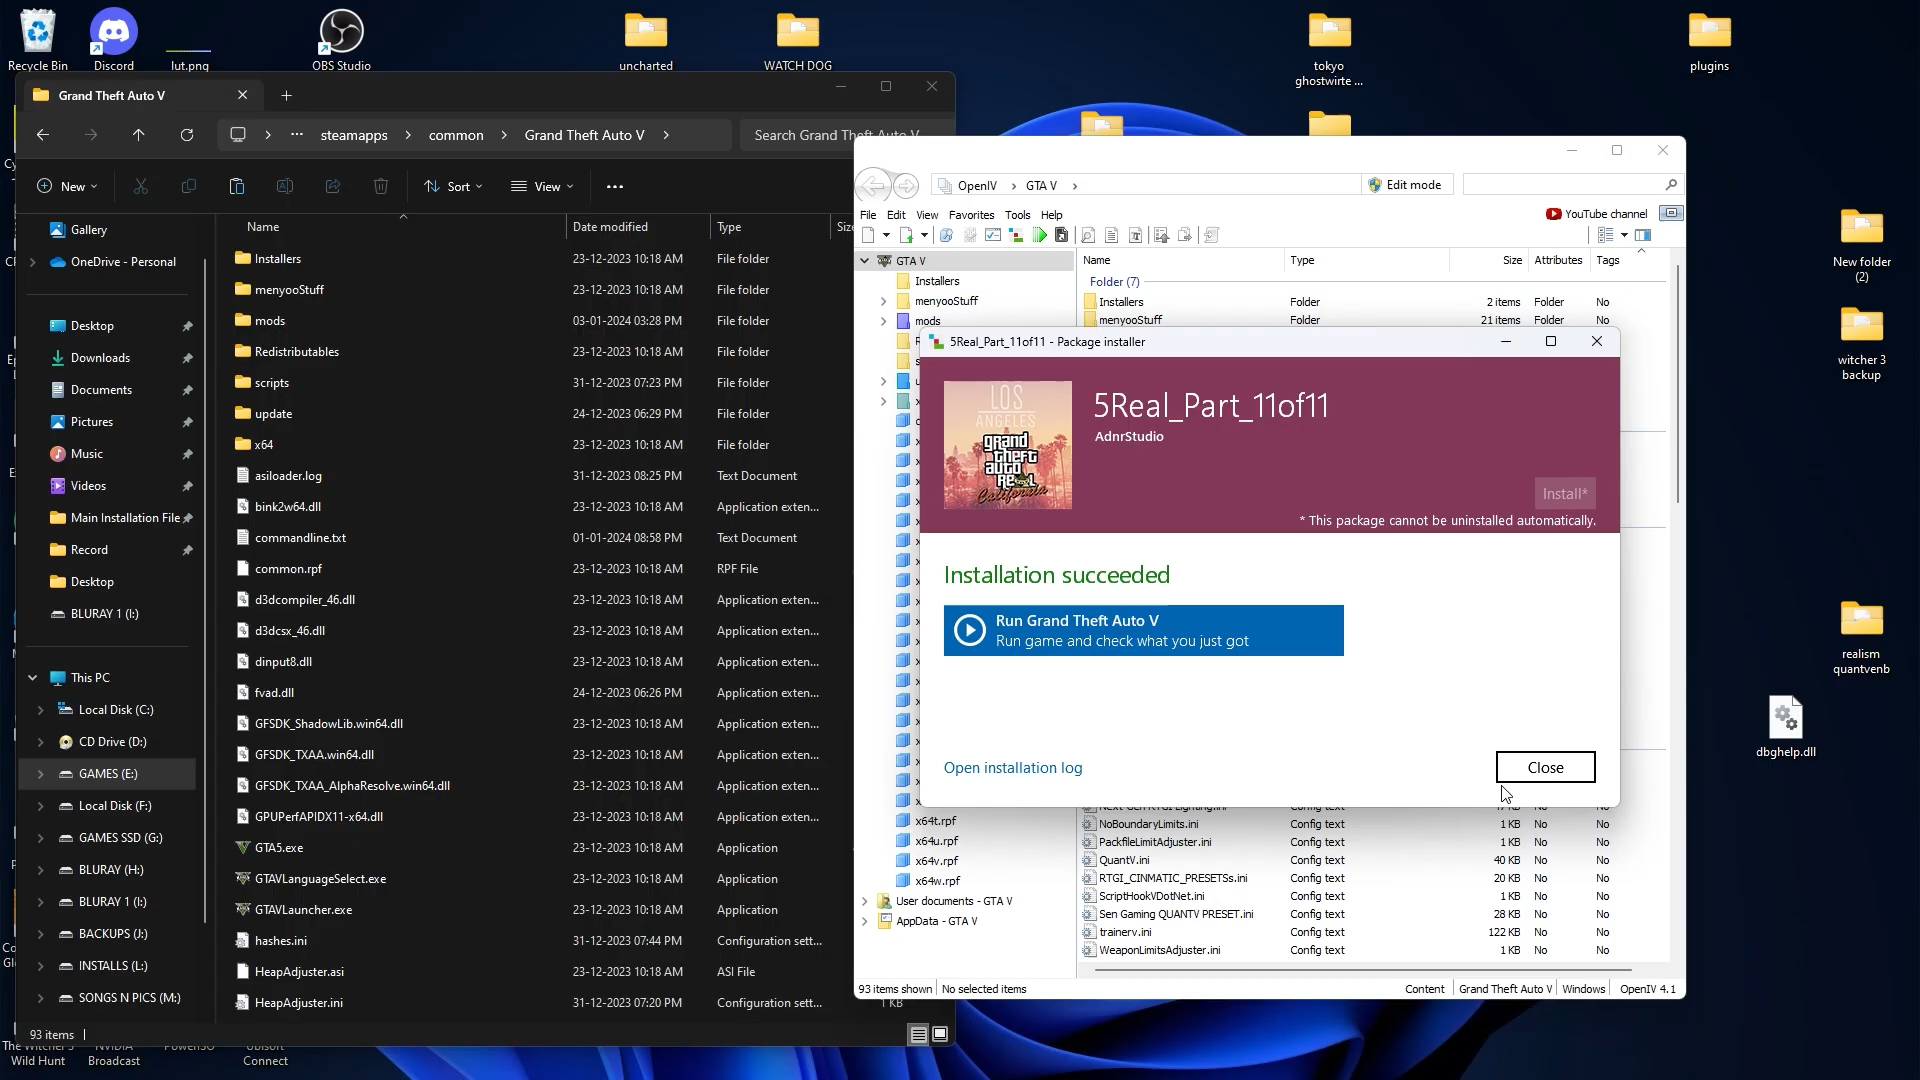 Recycle Bin
Discord
lut.png
OBS Studio
uncharted
WATCH DOG
tokyo
ghostwirte ...
plugins
Grand Theft Auto V
steamapps
common
Grand Theft Auto V
Search Grand Theft Auto V
New
Sort
View
Gallery
OneDrive - Personal
Desktop
Downloads
Documents
Pictures
Music
Videos
Main Installation File
Record
Desktop
BLURAY 1 (I:)
This PC
Local Disk (C:)
CD Drive (D:)
GAMES (E:)
Local Disk (F:)
GAMES SSD (G:)
BLURAY (H:)
BLURAY 1 (I:)
BACKUPS (J:)
INSTALLS (L:)
SONGS N PICS (M:)
Name Date modified Type
Installers 23-12-2023 10:18 AM File folder
menyooStuff 23-12-2023 10:18 AM File folder
mods 03-01-2024 03:28 PM File folder
Redistributables 23-12-2023 10:18 AM File folder
scripts 31-12-2023 07:23 PM File folder
update 24-12-2023 06:29 PM File folder
x64 23-12-2023 10:18 AM File folder
asiloader.log 31-12-2023 08:25 PM Text Document
bink2w64.dll 23-12-2023 10:18 AM Application exten...
commandline.txt 01-01-2024 08:58 PM Text Document
common.rpf 23-12-2023 10:18 AM RPF File
d3dcompiler_46.dll 23-12-2023 10:18 AM Application exten...
d3dcsx_46.dll 23-12-2023 10:18 AM Application exten...
dinput8.dll 23-12-2023 10:18 AM Application exten...
fvad.dll 24-12-2023 06:26 PM Application exten...
GFSDK_ShadowLib.win64.dll 23-12-2023 10:18 AM Application exten...
GFSDK_TXAA.win64.dll 23-12-2023 10:18 AM Application exten...
GFSDK_TXAA_AlphaResolve.win64.dll 23-12-2023 10:18 AM Application exten...
GPUPerfAPIDX11-x64.dll 23-12-2023 10:18 AM Application exten...
GTA5.exe 23-12-2023 10:18 AM Application
GTAVLanguageSelect.exe 23-12-2023 10:18 AM Application
GTAVLauncher.exe 23-12-2023 10:18 AM Application
hashes.ini 31-12-2023 07:44 PM Configuration sett...
HeapAdjuster.asi 23-12-2023 10:18 AM ASI File
HeapAdjuster.ini 31-12-2023 07:20 PM Configuration sett... 1 KB
93 items
Wild Hunt
Broadcast
Ubisoft
Connect
OpenIV
GTA V
Edit mode
File Edit View Favorites Tools Help
YouTube channel
GTA V
Installers
menyooStuff
mods
x64t.rpf
x64u.rpf
x64v.rpf
x64w.rpf
User documents - GTA V
AppData - GTA V
Name Type Size Attributes Tags
Folder (7)
Installers Folder 2 items Folder No
menyooStuff Folder 21 items Folder No
5Real_Part_11of11 - Package installer
LOS
ANGELES
grand
theft
auto
REAL
California
5Real_Part_11of11
AdnrStudio
Install*
* This package cannot be uninstalled automatically.
Installation succeeded
Run Grand Theft Auto V
Run game and check what you just got
Open installation log
Close
NoBoundaryLimits.ini Config text 1 KB No No
PackfileLimitAdjuster.ini Config text 1 KB No No
QuantV.ini Config text 40 KB No No
RTGI_CINMATIC_PRESETSs.ini Config text 20 KB No No
ScriptHookVDotNet.ini Config text 1 KB No No
Sen Gaming QUANTV PRESET.ini Config text 28 KB No No
trainerv.ini Config text 122 KB No No
WeaponLimitsAdjuster.ini Config text 1 KB No No
93 items shown
No selected items
Content
Grand Theft Auto V
Windows
OpenIV 4.1
New folder
(2)
witcher 3
backup
realism
quantvenb
dbghelp.dll